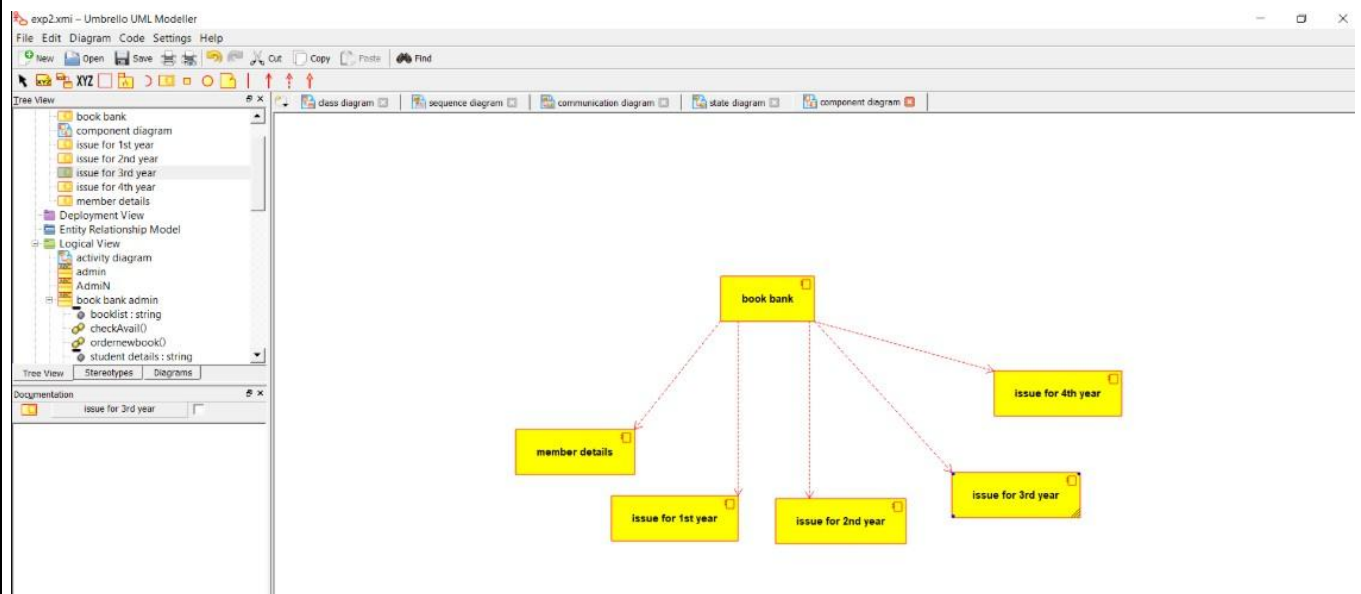 exp2.xmi – Umbrello UML Modeller
File Edit Diagram Code Settings Help
New Open Save Cut Copy Paste Find
XYZ XYZ
Tree View
class diagram sequence diagram communication diagram state diagram component diagram
book bank
component diagram
issue for 1st year
issue for 2nd year
issue for 3rd year
issue for 4th year
member details
Deployment View
Entity Relationship Model
Logical View
activity diagram
admin
AdmiN
book bank admin
booklist : string
checkAvail()
ordernewbook()
student details : string
Tree View Stereotypes Diagrams
Documentation
issue for 3rd year
book bank
issue for 4th year
member details
issue for 3rd year
issue for 1st year
issue for 2nd year